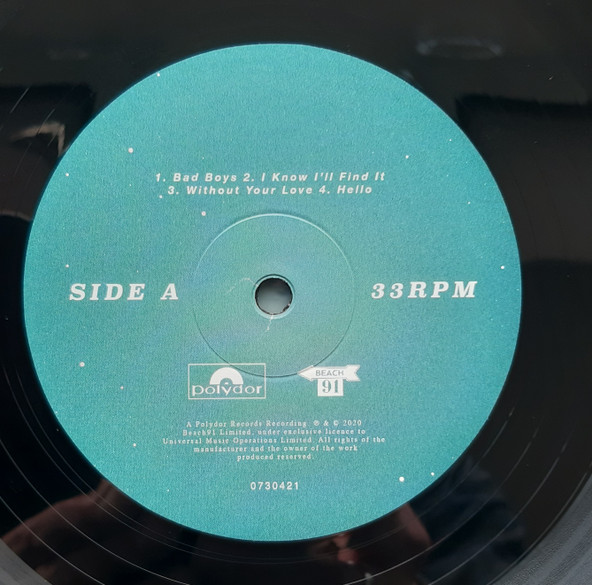 1. Bad Boys 2. I Know I'll Find It
3. Without Your Love 4. Hello
SIDE A
33RPM
polydor
BEACH
91
A Polydor Records Recording. ℗ & © 2020
Beach91 Limited, under exclusive licence to
Universal Music Operations Limited. All rights of the
manufacturer and the owner of the work
produced reserved.
0730421